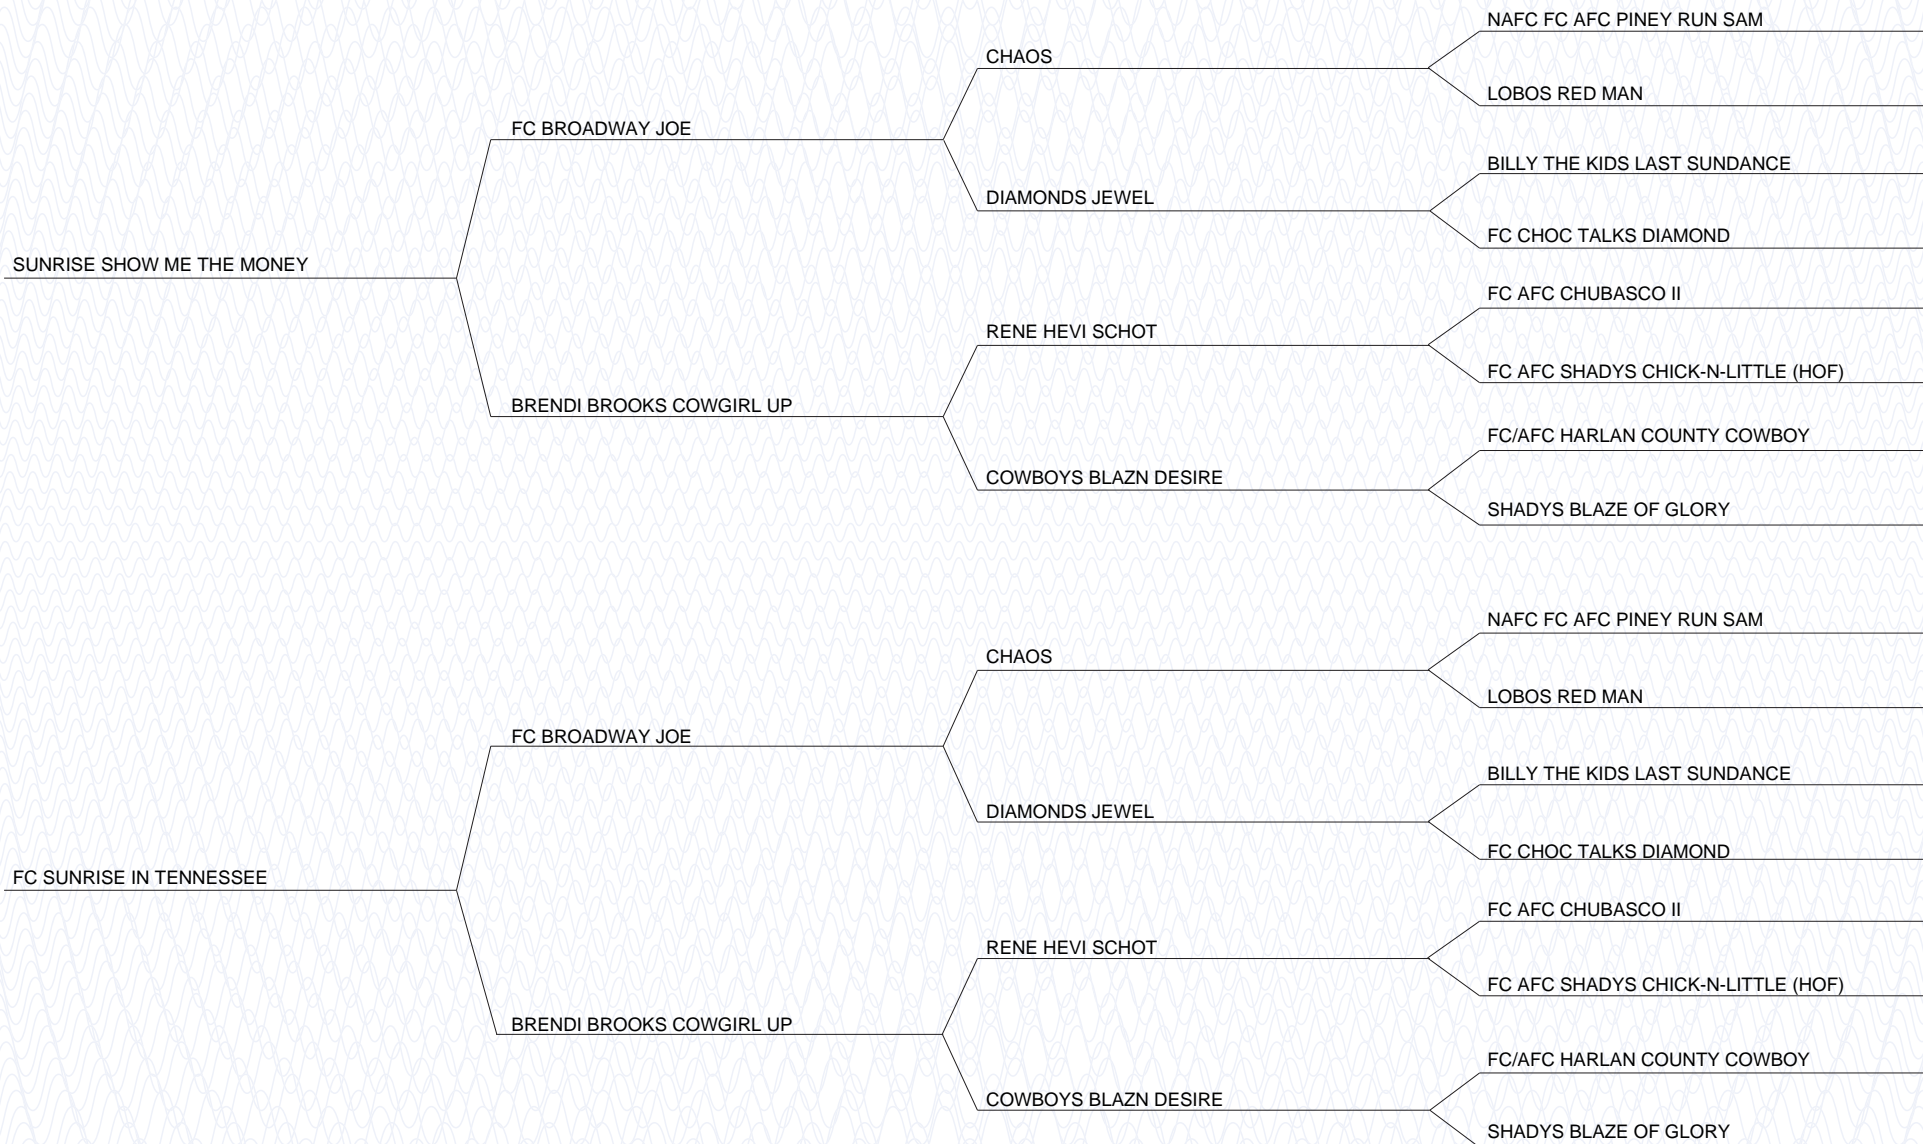 NAFC FC AFC PINEY RUN SAM
CHAOS
LOBOS RED MAN
FC BROADWAY JOE
BILLY THE KIDS LAST SUNDANCE
DIAMONDS JEWEL
FC CHOC TALKS DIAMOND
SUNRISE SHOW ME THE MONEY
FC AFC CHUBASCO II
RENE HEVI SCHOT
FC AFC SHADYS CHICK-N-LITTLE (HOF)
BRENDI BROOKS COWGIRL UP
FC/AFC HARLAN COUNTY COWBOY
COWBOYS BLAZN DESIRE
SHADYS BLAZE OF GLORY
NAFC FC AFC PINEY RUN SAM
CHAOS
LOBOS RED MAN
FC BROADWAY JOE
BILLY THE KIDS LAST SUNDANCE
DIAMONDS JEWEL
FC CHOC TALKS DIAMOND
FC SUNRISE IN TENNESSEE
FC AFC CHUBASCO II
RENE HEVI SCHOT
FC AFC SHADYS CHICK-N-LITTLE (HOF)
BRENDI BROOKS COWGIRL UP
FC/AFC HARLAN COUNTY COWBOY
COWBOYS BLAZN DESIRE
SHADYS BLAZE OF GLORY